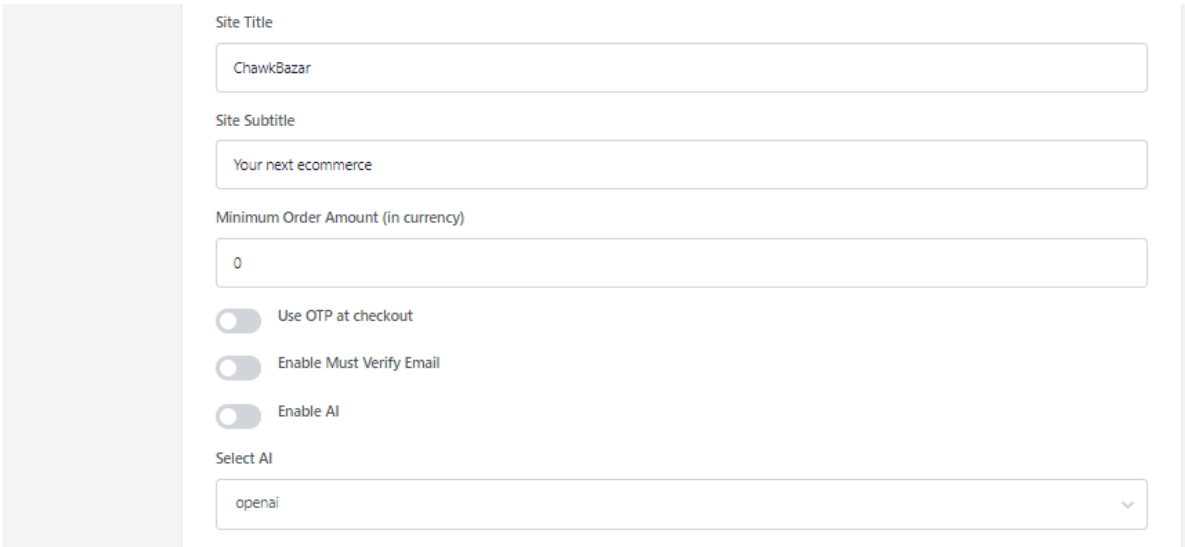 Site Title
ChawkBazar
Site Subtitle
Your next ecommerce
Minimum Order Amount (in currency)
0
Use OTP at checkout
Enable Must Verify Email
Enable AI
Select AI
openai